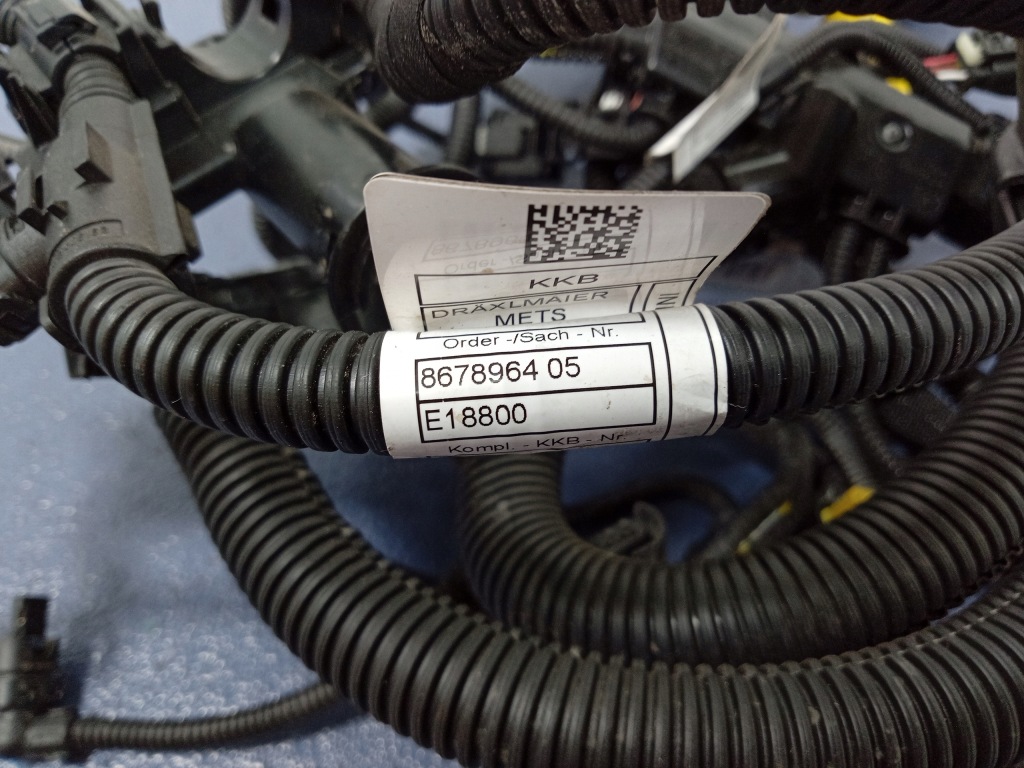 KKB
DRÄXLMAIER
METS
Order -/Sach - Nr.
8678964 05
E18800
Kompl. - KKB - Nr.